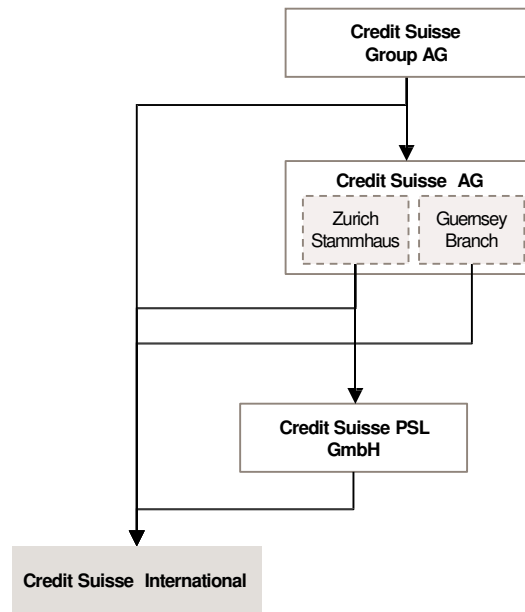 Credit Suisse
Group AG
Credit Suisse AG
Zurich
Stammhaus
Guernsey
Branch
Credit Suisse PSL
GmbH
Credit Suisse International